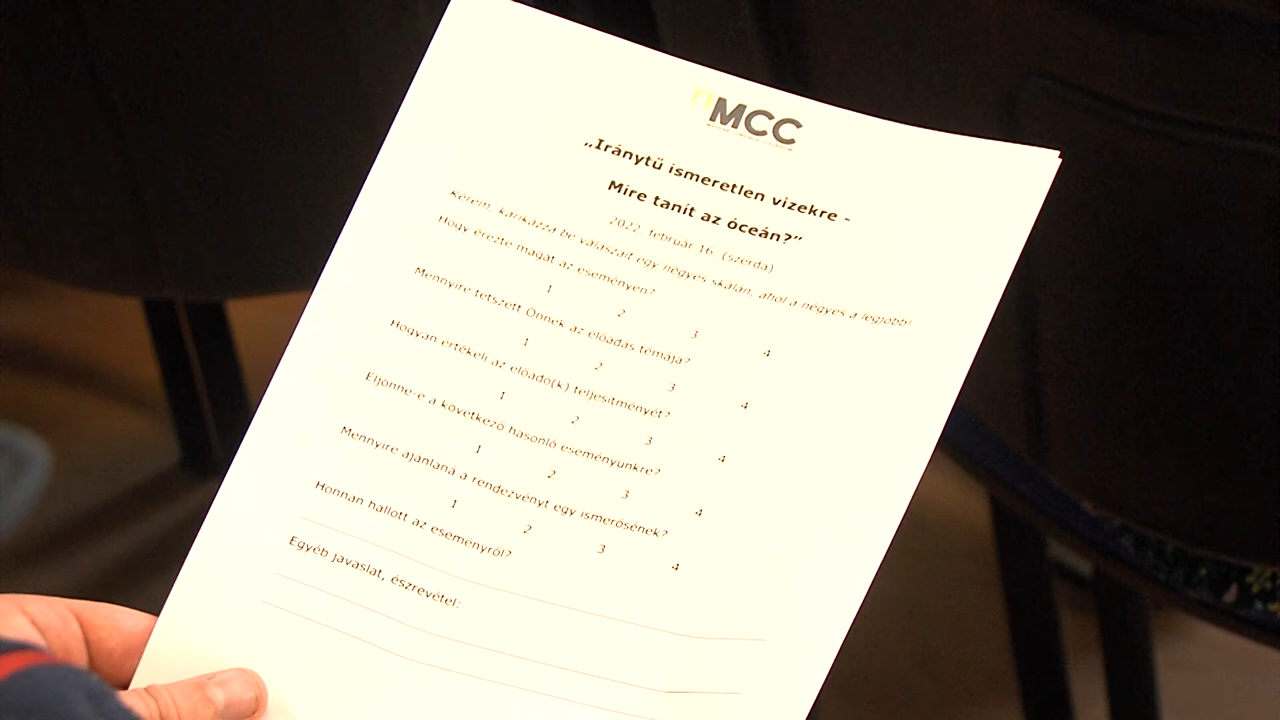 MCC
„Iránytű ismeretlen vizekre -
Mire tanít az óceán?”
2022. február 16. (szerda)
Kérem, karikázza be válaszait egy négyes skálán, ahol a négyes a legjobb!
Hogy érezte magát az eseményen?
1 2 3 4
Mennyire tetszett Önnek az előadás témája?
1 2 3 4
Hogyan értékeli az előadó(k) teljesítményét?
1 2 3 4
Eljönne-e a következő hasonló eseményünkre?
1 2 3 4
Mennyire ajánlaná a rendezvényt egy ismerősének?
1 2 3 4
Honnan hallott az eseményről?
Egyéb javaslat, észrevétel: